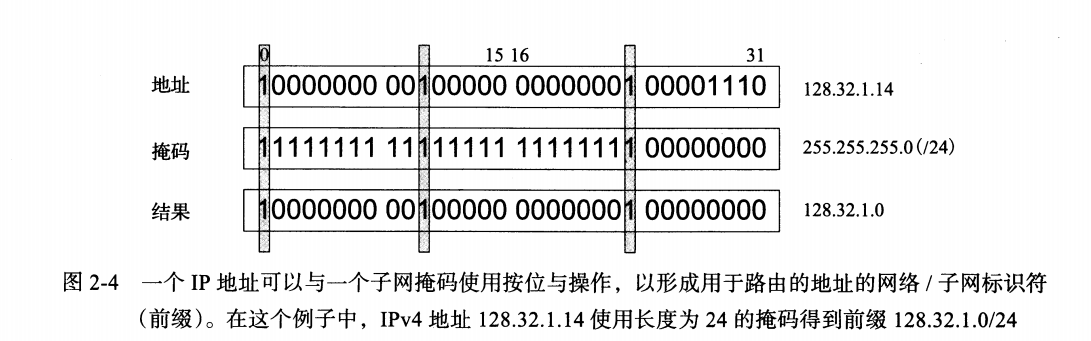 0 15 16 31
地址 10000000 00100000 00000001 00001110 128.32.1.14
掩码 11111111 11111111 11111111 00000000 255.255.255.0(/24)
结果 10000000 00100000 00000001 00000000 128.32.1.0
图 2-4 一个 IP 地址可以与一个子网掩码使用按位与操作，以形成用于路由的地址的网络 / 子网标识符
（前缀）。在这个例子中，IPv4 地址 128.32.1.14 使用长度为 24 的掩码得到前缀 128.32.1.0/24